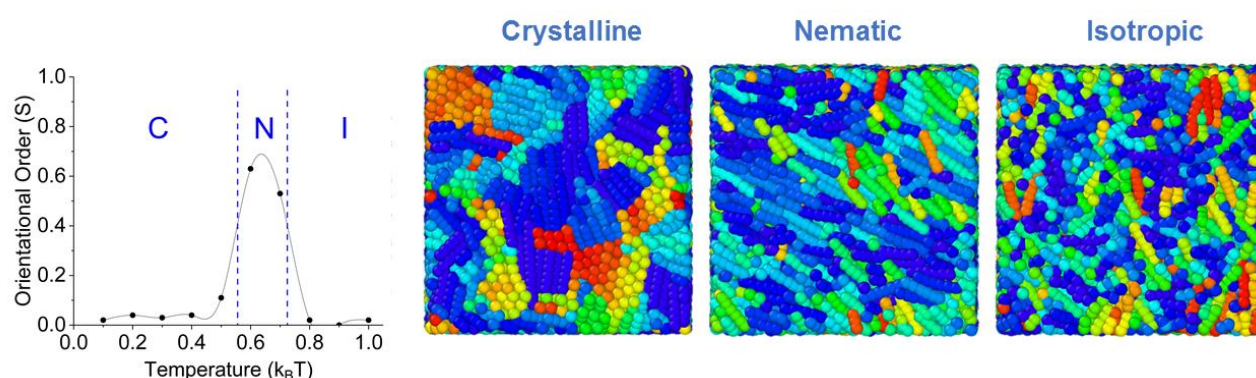 Crystalline
Nematic
Isotropic
1.0
C
N
I
0.8
0.6
0.4
0.2
0.0
0.0 0.2 0.4 0.6 0.8 1.0
Orientational Order (S)
Temperature (kBT)